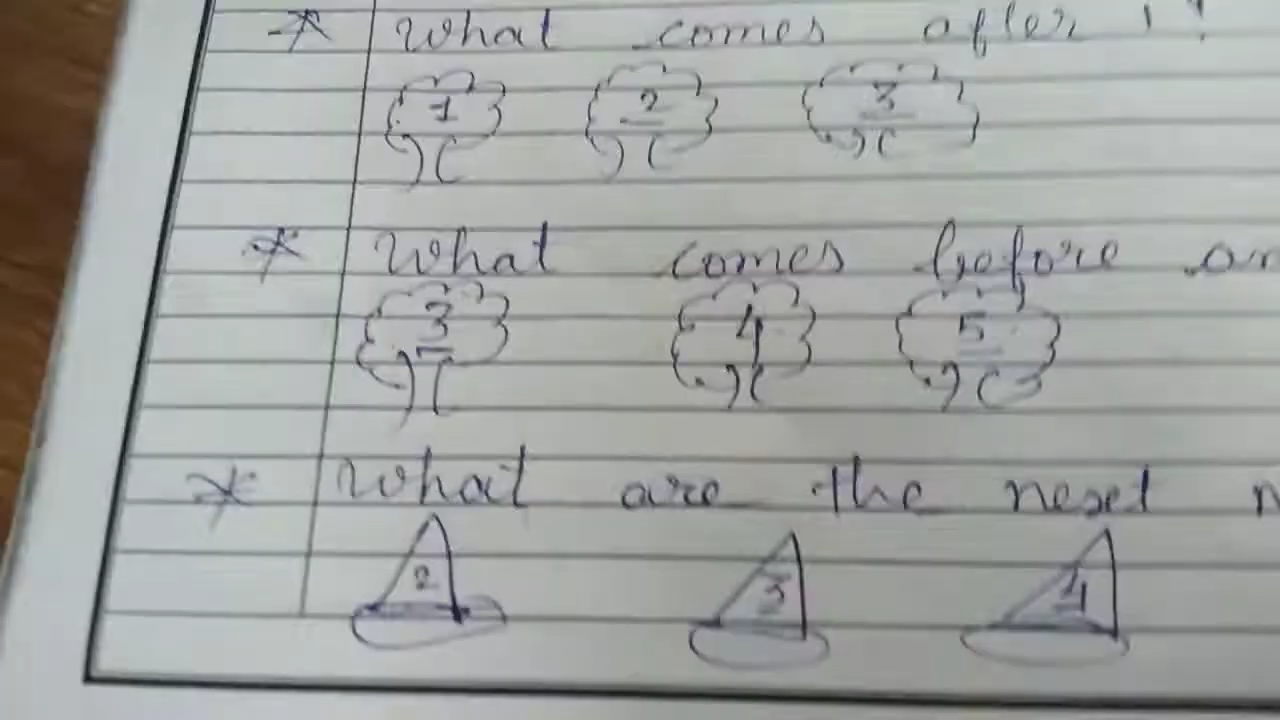 * What comes after 1?
1 2 3
* What comes before
3 4 5
* What are the next
2 3 4